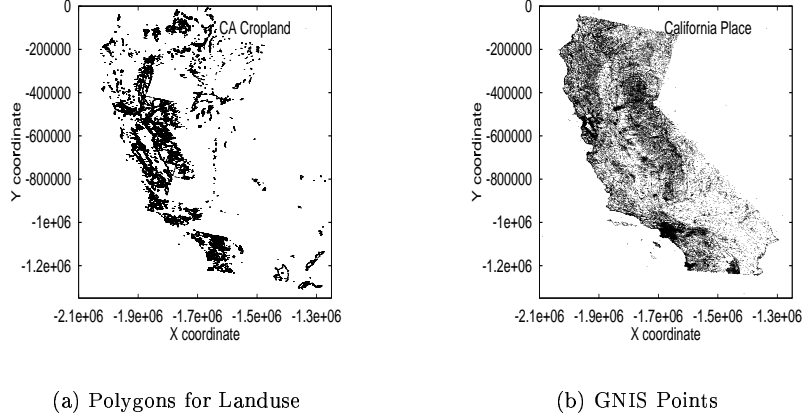 0
CA Cropland
-200000
-400000
-600000
-800000
-1e+06
-1.2e+06
Y coordinate
-2.1e+06 -1.9e+06 -1.7e+06 -1.5e+06 -1.3e+06
X coordinate
(a) Polygons for Landuse
0
California Place
-200000
-400000
-600000
-800000
-1e+06
-1.2e+06
Y coordinate
-2.1e+06 -1.9e+06 -1.7e+06 -1.5e+06 -1.3e+06
X coordinate
(b) GNIS Points